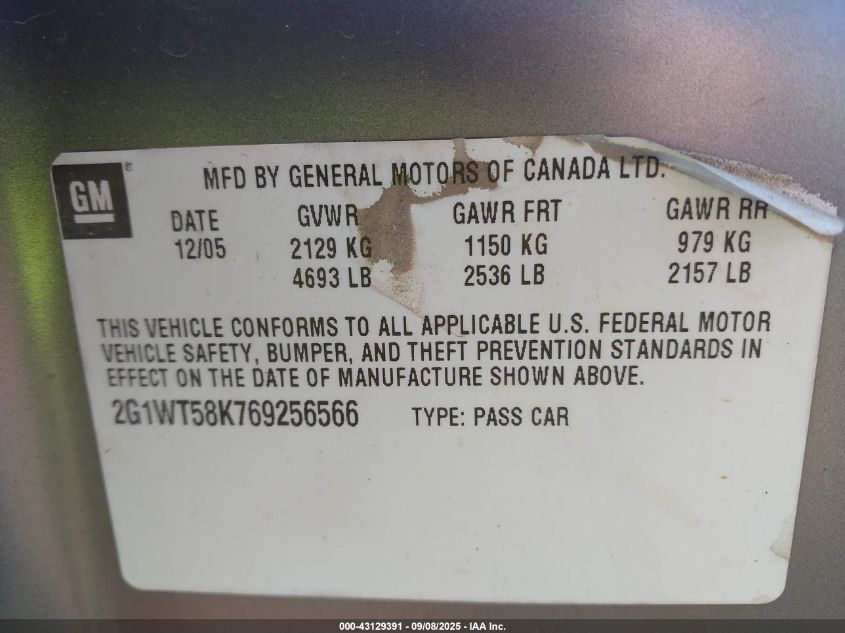 GM ®
MFD BY GENERAL MOTORS OF CANADA LTD.
DATE GVWR GAWR FRT GAWR RR
12/05 2129 KG 1150 KG 979 KG
4693 LB 2536 LB 2157 LB
THIS VEHICLE CONFORMS TO ALL APPLICABLE U.S. FEDERAL MOTOR
VEHICLE SAFETY, BUMPER, AND THEFT PREVENTION STANDARDS IN
EFFECT ON THE DATE OF MANUFACTURE SHOWN ABOVE.
2G1WT58K769256566 TYPE: PASS CAR
000-43129391 - 09/08/2025 - IAA Inc.